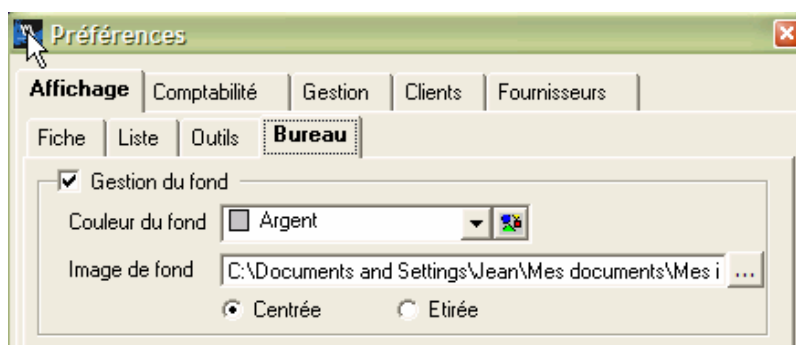 Préférences
Affichage Comptabilité Gestion Clients Fournisseurs
Fiche Liste Outils Bureau
Gestion du fond
Couleur du fond Argent
Image de fond C:\Documents and Settings\Jean\Mes documents\Mes i ...
Centrée Etirée